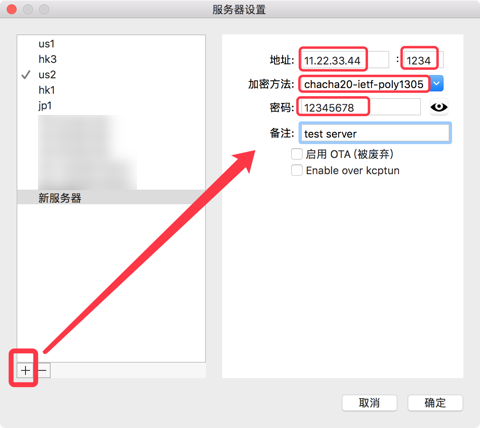 服务器设置
us1
hk3
us2
hk1
jp1
新服务器
地址: 11.22.33.44 : 1234
加密方法: chacha20-ietf-poly1305
密码: 12345678
备注: test server
启用 OTA (被废弃)
Enable over kcptun
取消 确定